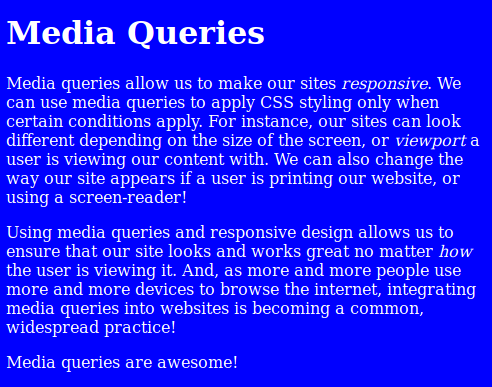 Media Queries
Media queries allow us to make our sites responsive. We
can use media queries to apply CSS styling only when
certain conditions apply. For instance, our sites can look
different depending on the size of the screen, or viewport a
user is viewing our content with. We can also change the
way our site appears if a user is printing our website, or
using a screen-reader!
Using media queries and responsive design allows us to
ensure that our site looks and works great no matter how
the user is viewing it. And, as more and more people use
more and more devices to browse the internet, integrating
media queries into websites is becoming a common,
widespread practice!
Media queries are awesome!